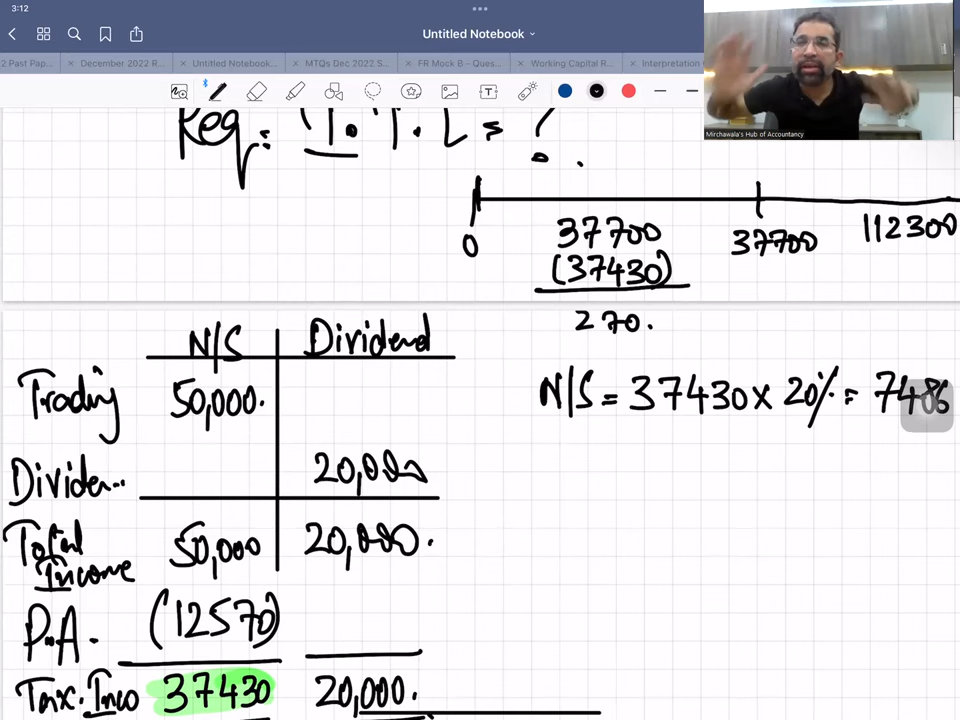 3:12
Untitled Notebook
2 Past Pap...
December 2022 R...
Untitled Notebook...
MTQs Dec 2022 S...
FR Mock B - Ques...
Working Capital R...
Interpretation
Mirchawala's Hub of Accountancy
Req = = ?
0 37700 37700 112300
(37430)
270.
N/S Dividend
Trading 50,000.
N/S = 37430 x 20% = 7486
Dividen.. 20,000
Total Income 50,000 20,000.
P.A. (12570)
Tax. Inco 37430 20,000.